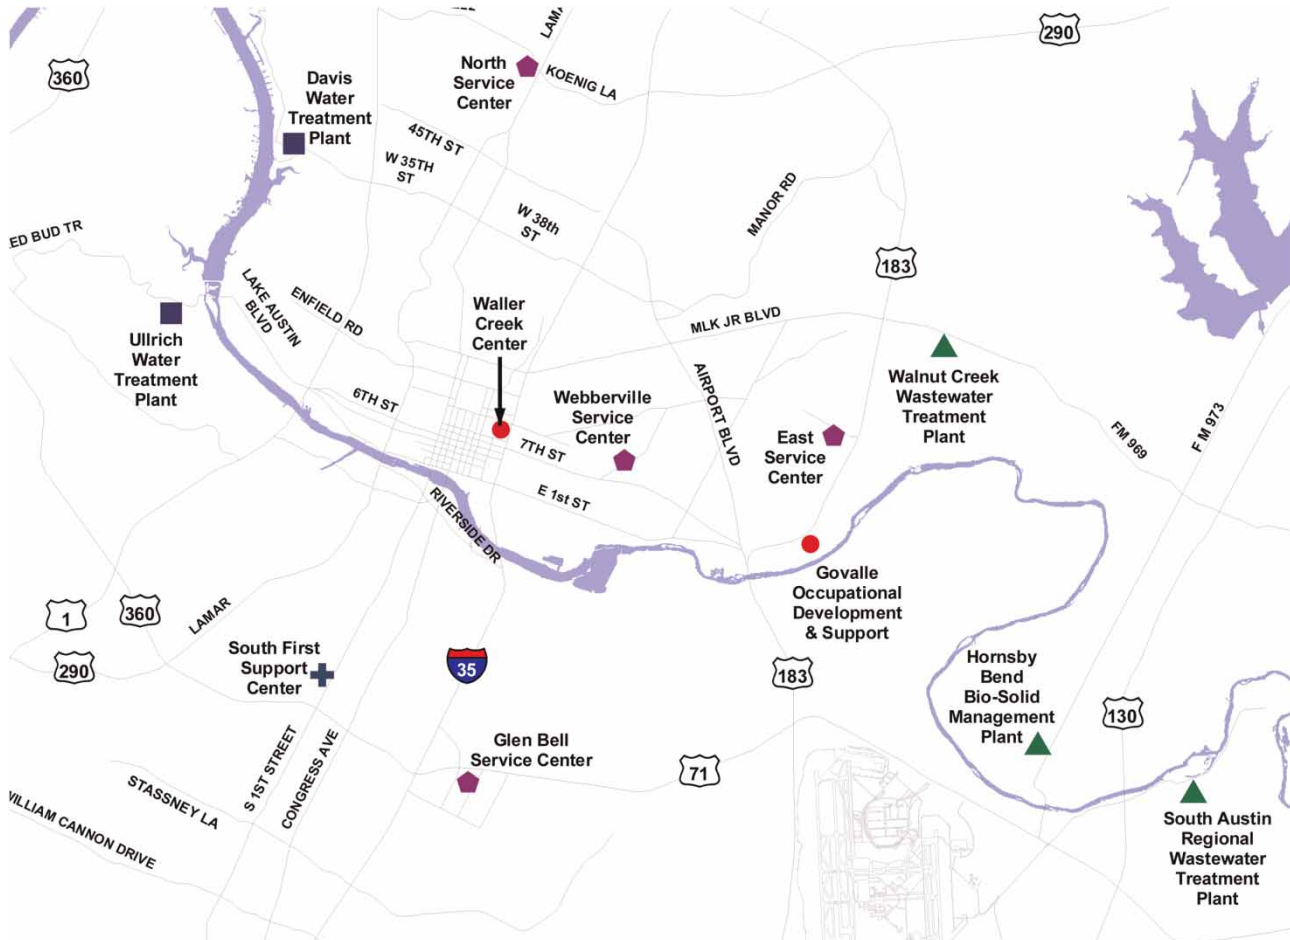 LAMA
290
360
North
Service
Center
KOENIG LA
Davis
Water
Treatment
Plant
45TH ST
W 35TH
ST
W 38th
ST
MANOR RD
ED BUD TR
183
LAKE AUSTIN
BLVD
ENFIELD RD
Waller
Creek
Center
MLK JR BLVD
Ullrich
Water
Treatment
Plant
6TH ST
Webberville
Service
Center
7TH ST
AIRPORT BLVD
East
Service
Center
Walnut Creek
Wastewater
Treatment
Plant
FM 969
F M 973
E 1st ST
RIVERSIDE DR
Govalle
Occupational
Development
& Support
1
360
290
LAMAR
South First
Support
Center
35
183
Hornsby
Bend
Bio-Solid
Management
Plant
130
Glen Bell
Service Center
71
S 1ST STREET
CONGRESS AVE
STASSNEY LA
WILLIAM CANNON DRIVE
South Austin
Regional
Wastewater
Treatment
Plant